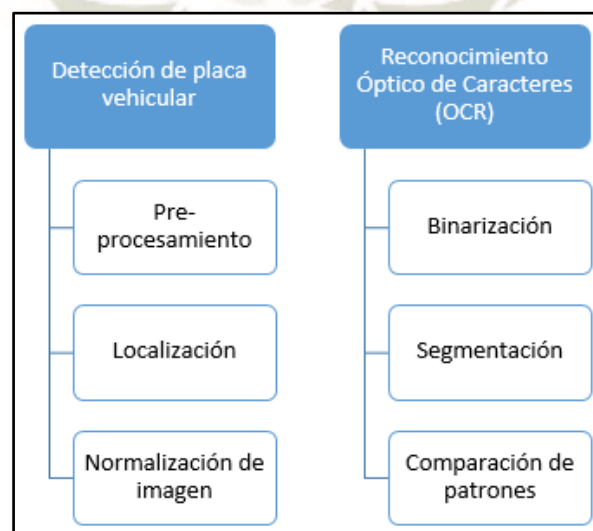 Detección de placa
vehicular
Pre-
procesamiento
Localización
Normalización de
imagen
Reconocimiento
Óptico de Caracteres
(OCR)
Binarización
Segmentación
Comparación de
patrones